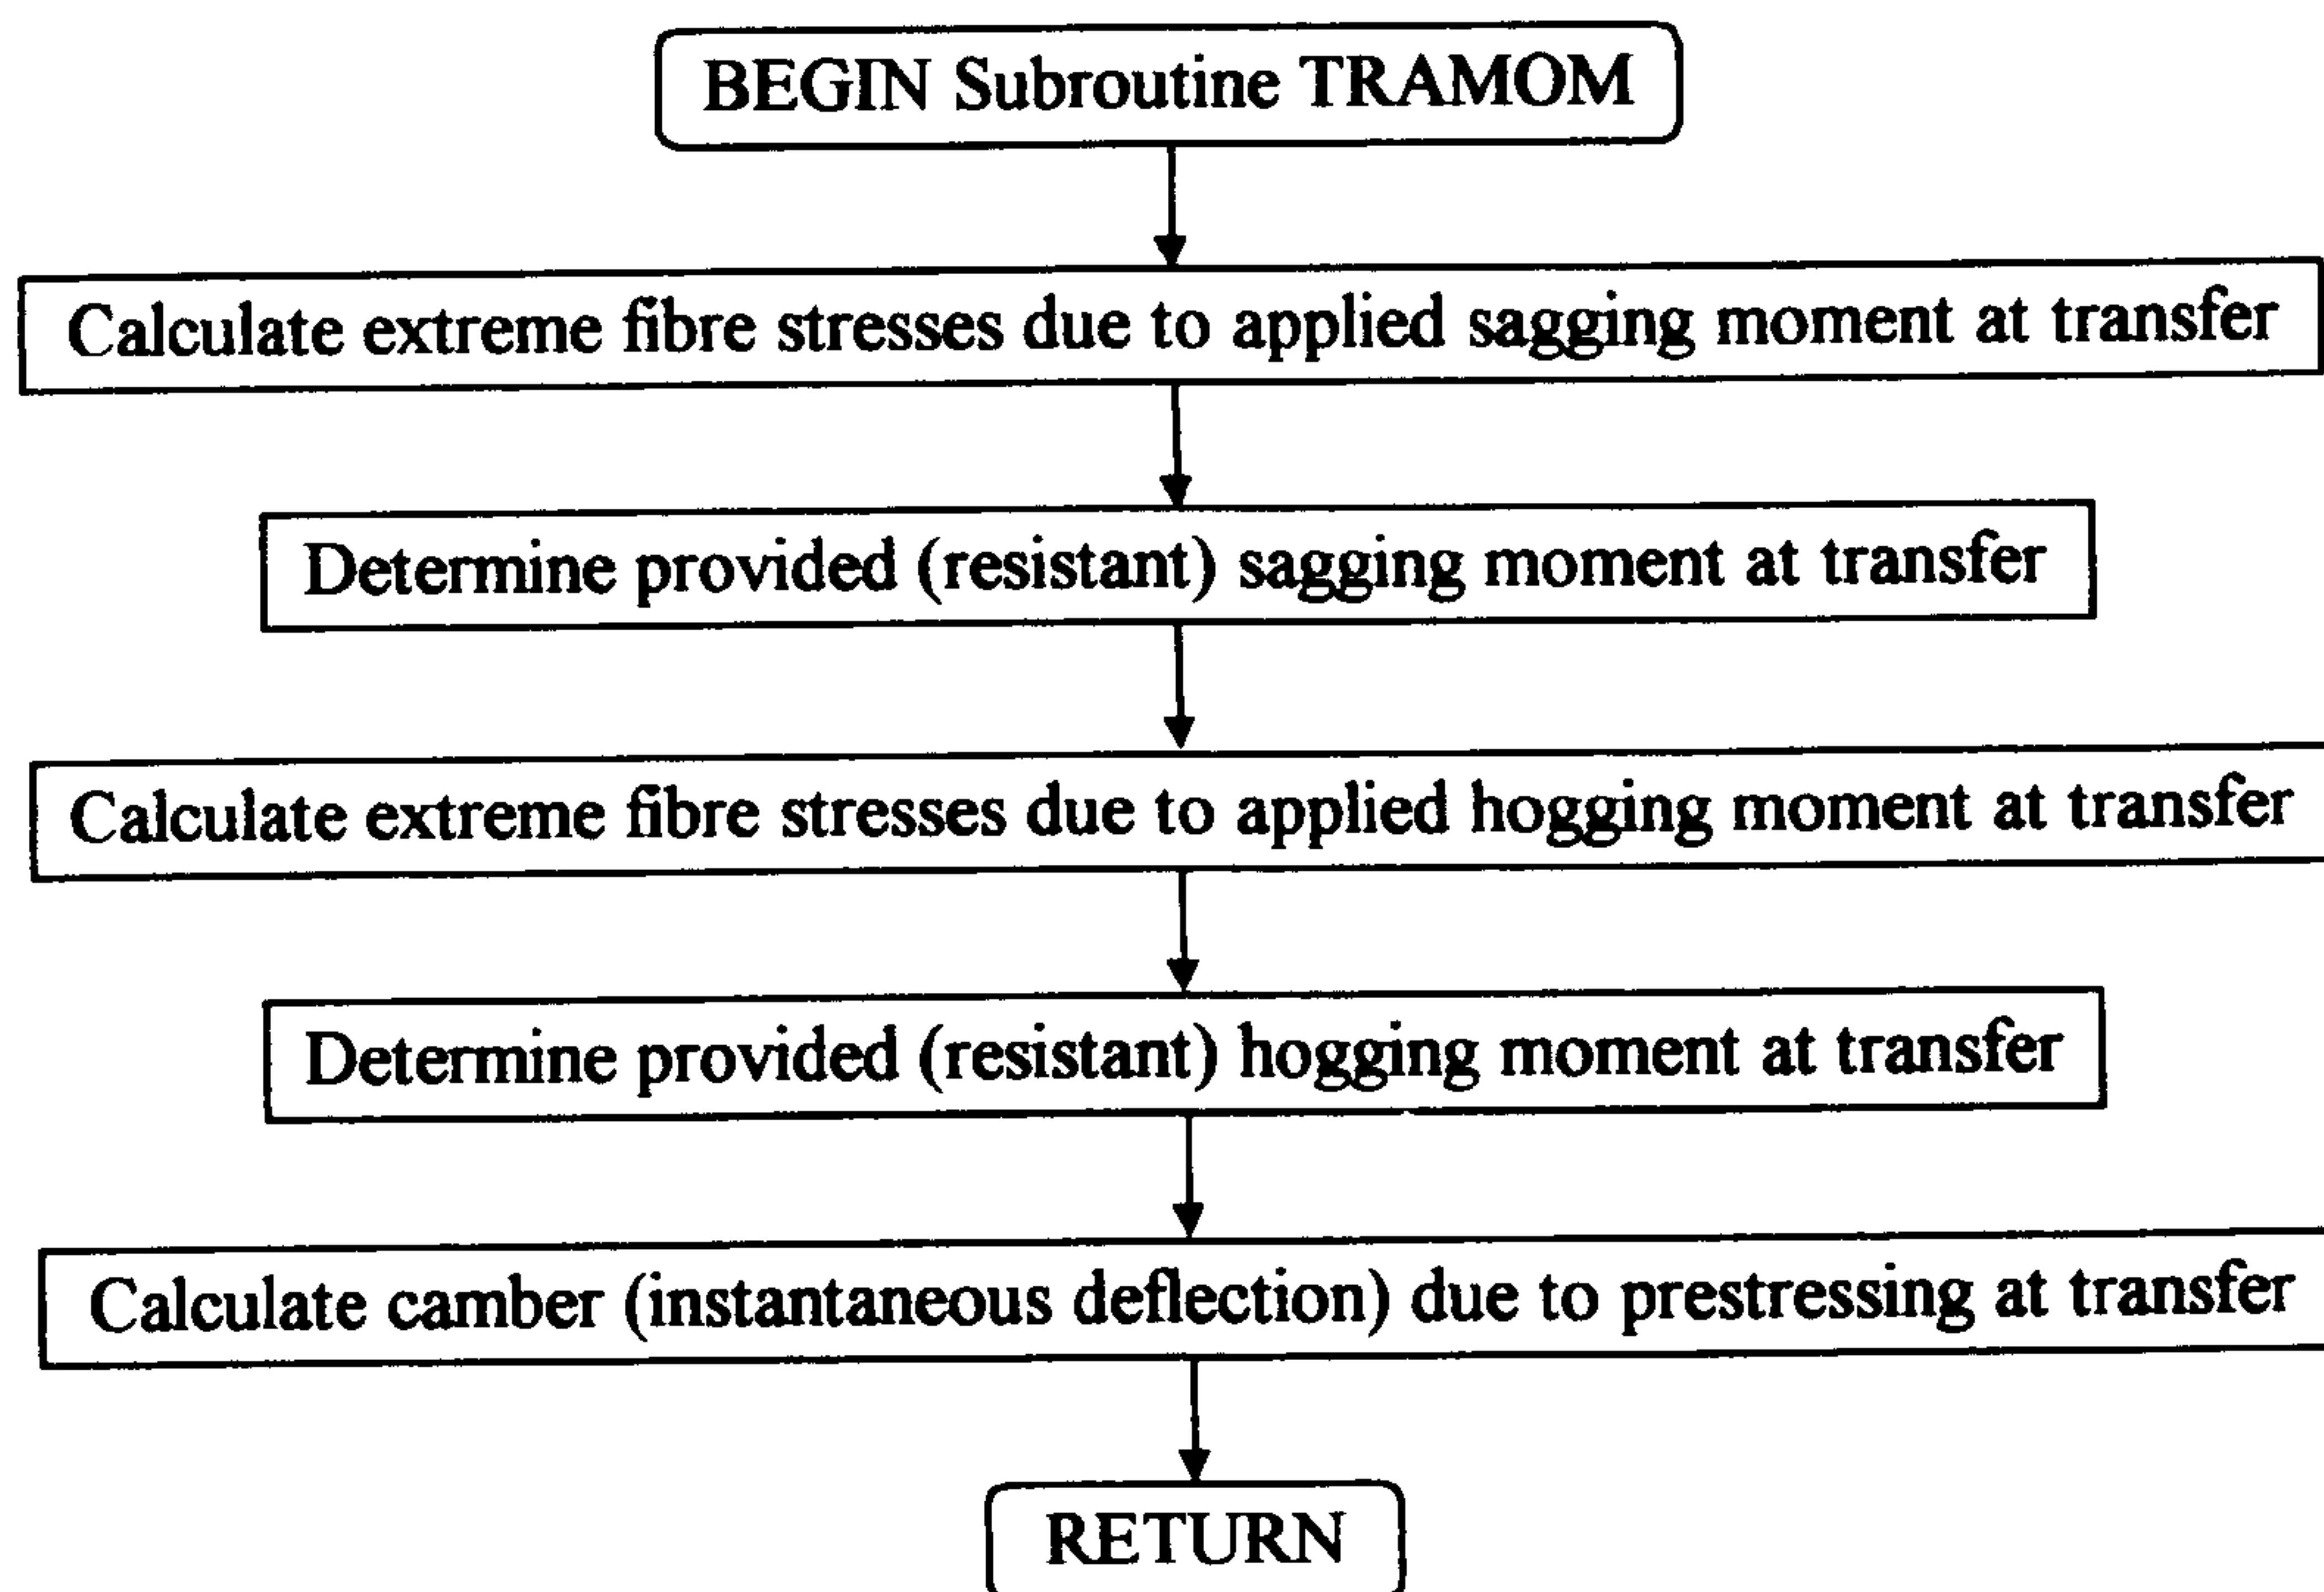 BEGIN Subroutine TRAMOM
Calculate extreme fibre stresses due to applied sagging moment at transfer
Determine provided (resistant) sagging moment at transfer
Calculate extreme fibre stresses due to applied hogging moment at transfer
Determine provided (resistant) hogging moment at transfer
Calculate camber (instantaneous deflection) due to prestressing at transfer
RETURN